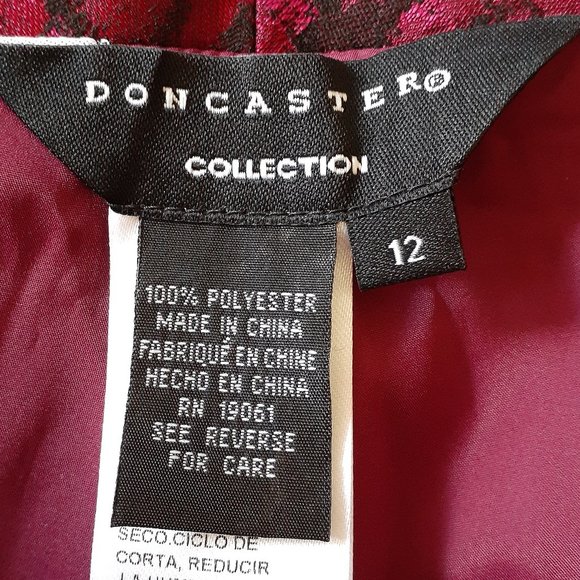 DONCASTER®
COLLECTION
12
100% POLYESTER
MADE IN CHINA
FABRIQUÉ EN CHINE
HECHO EN CHINA
RN 19061
SEE REVERSE
FOR CARE
SECO.CICLO DE
CORTA, REDUCIR